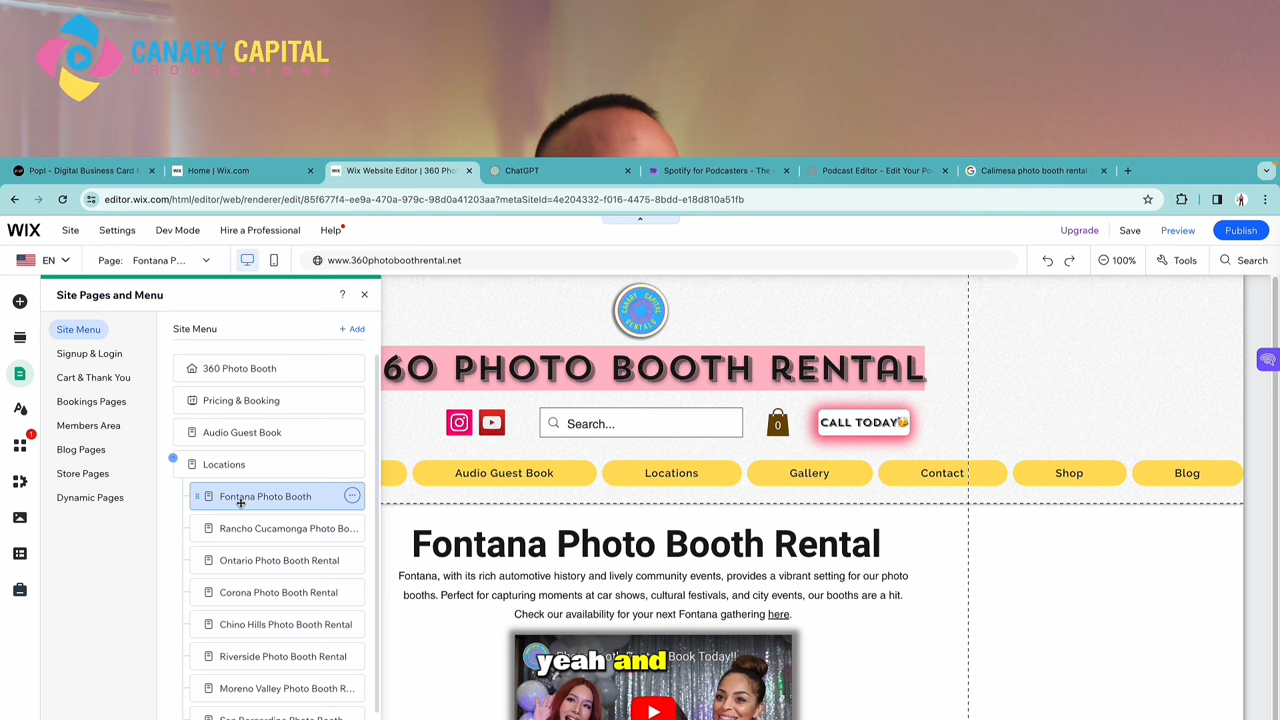 CANARY CAPITAL
PRODUCTIONS
Popl - Digital Business Card
Home | Wix.com
Wix Website Editor | 360 Pho
ChatGPT
Spotify for Podcasters - The
Podcast Editor - Edit Your Po
Calimesa photo booth rental -
editor.wix.com/html/editor/web/renderer/edit/85f677f4-ee9a-470a-979c-98d0a41203aa?metaSiteId=4e204332-f016-4475-8bdd-e18d810a51fb
WIX Site Settings Dev Mode Hire a Professional Help Upgrade Save Preview Publish
EN Page: Fontana P... www.360photoboothrental.net 100% Tools Search
Site Pages and Menu ?
Site Menu
Signup & Login
Cart & Thank You
Bookings Pages
Members Area
Blog Pages
Store Pages
Dynamic Pages
Site Menu + Add
360 Photo Booth
Pricing & Booking
Audio Guest Book
Locations
Fontana Photo Booth
Rancho Cucamonga Photo Bo...
Ontario Photo Booth Rental
Corona Photo Booth Rental
Chino Hills Photo Booth Rental
Riverside Photo Booth Rental
Moreno Valley Photo Booth R...
San Bernardino Photo Booth
1
CANARY CAPITAL
RENTALS
60 PHOTO BOOTH RENTAL
Search...
0
CALL TODAY🥳
Audio Guest Book Locations Gallery Contact Shop Blog
Fontana Photo Booth Rental
Fontana, with its rich automotive history and lively community events, provides a vibrant setting for our photo
booths. Perfect for capturing moments at car shows, cultural festivals, and city events, our booths are a hit.
Check our availability for your next Fontana gathering here.
Book Today!!
yeah and